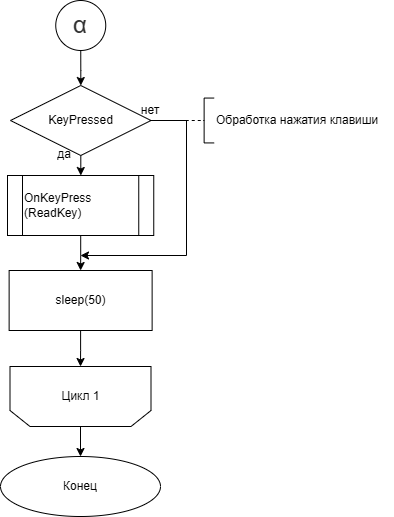 α
нет
KeyPressed
Обработка нажатия клавиши
да
OnKeyPress
(ReadKey)
sleep(50)
Цикл 1
Конец